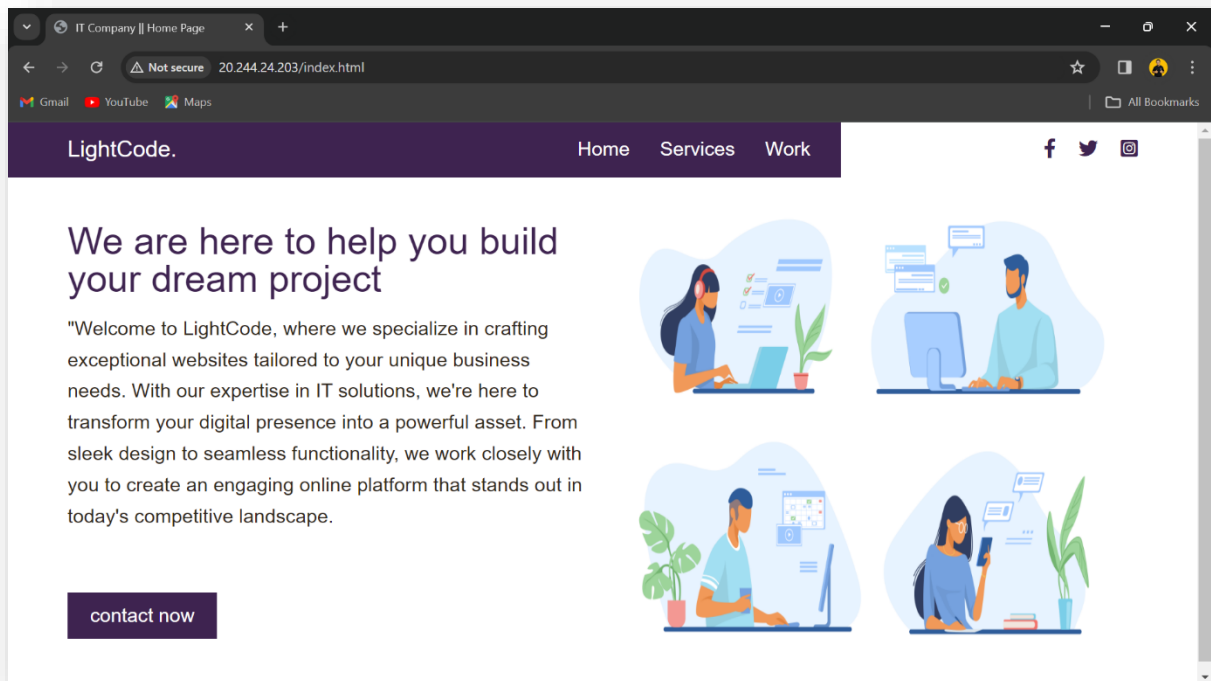 IT Company || Home Page
Not secure
20.244.24.203/index.html
Gmail
YouTube
Maps
All Bookmarks
LightCode.
Home
Services
Work
We are here to help you build
your dream project
"Welcome to LightCode, where we specialize in crafting
exceptional websites tailored to your unique business
needs. With our expertise in IT solutions, we're here to
transform your digital presence into a powerful asset. From
sleek design to seamless functionality, we work closely with
you to create an engaging online platform that stands out in
today's competitive landscape.
contact now